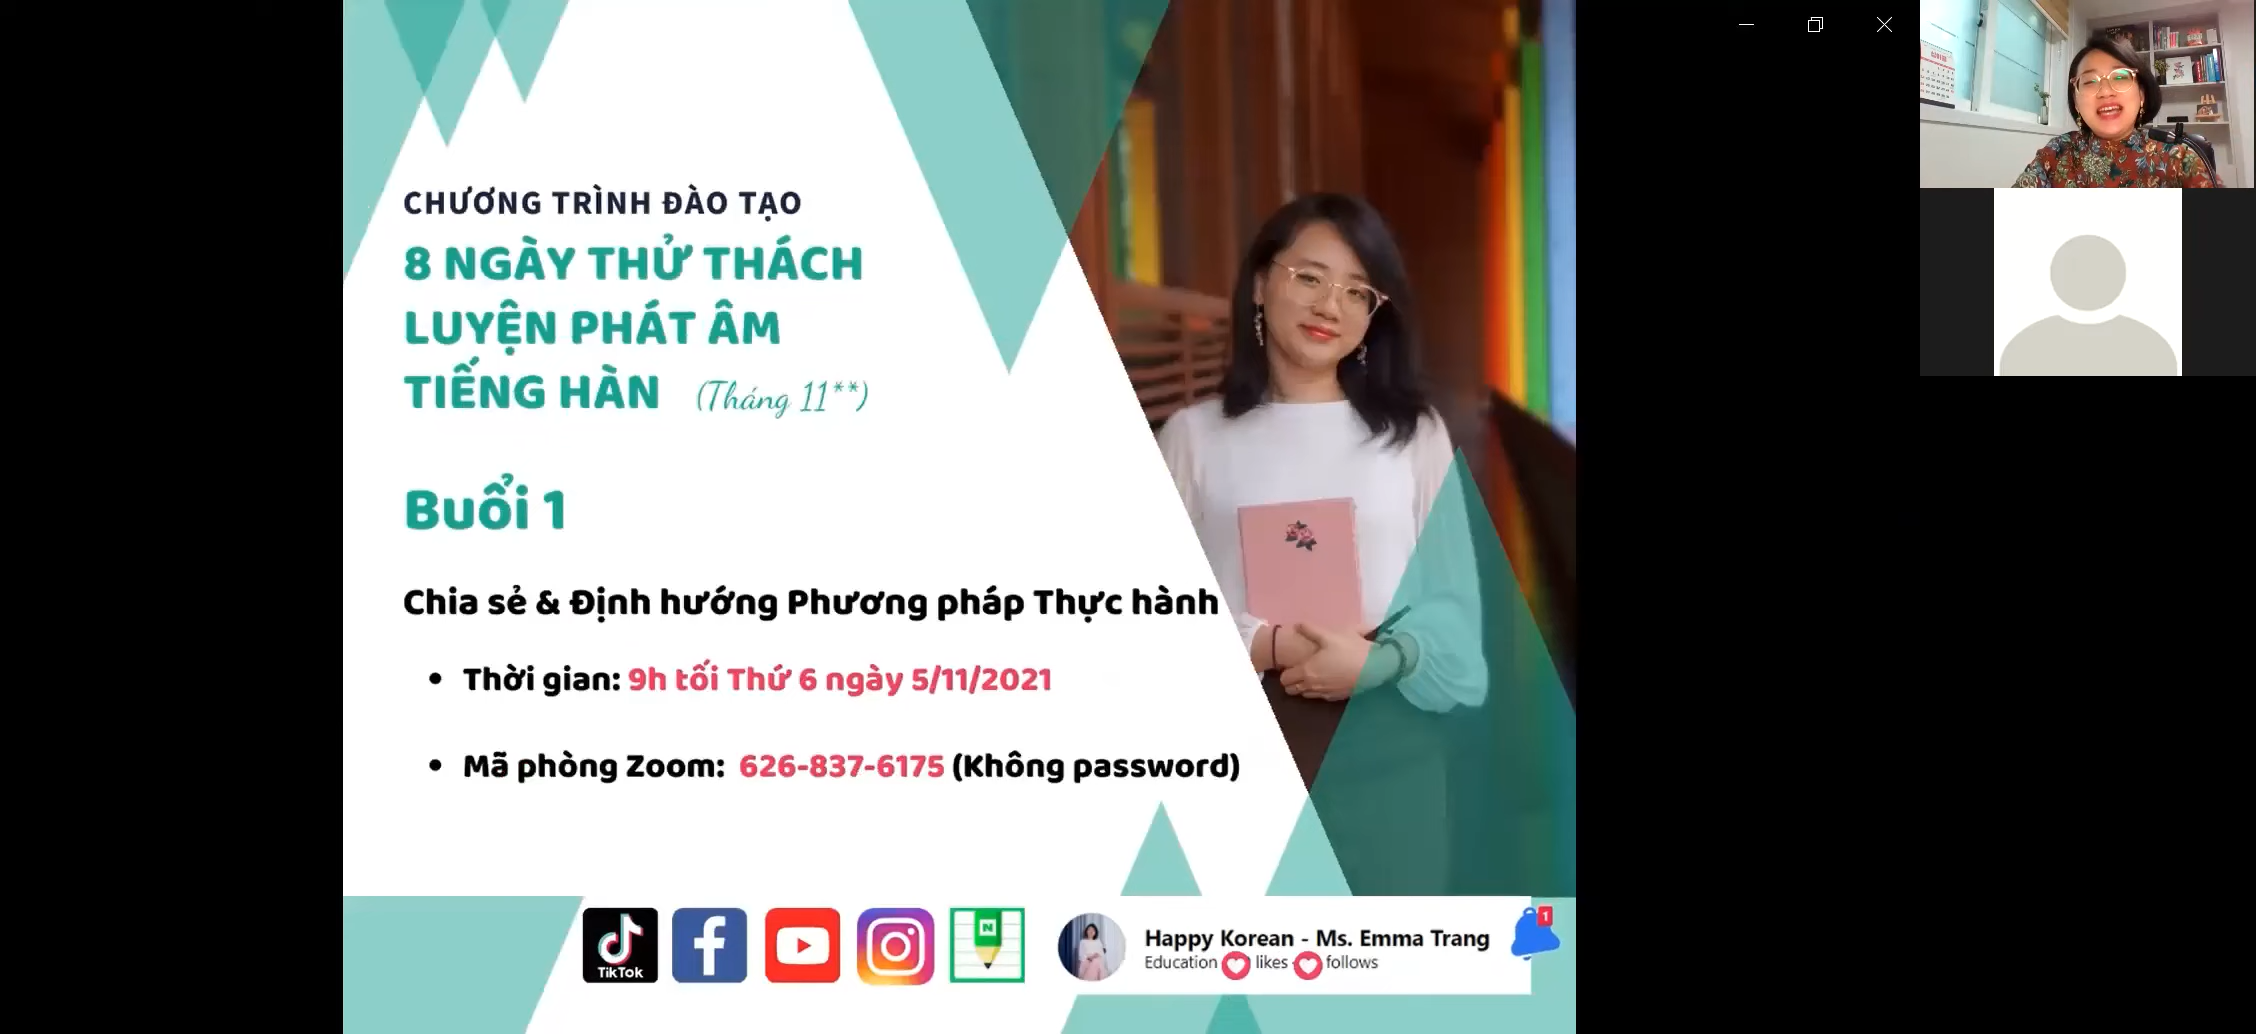 CHƯƠNG TRÌNH ĐÀO TẠO
8 NGÀY THỬ THÁCH
LUYỆN PHÁT ÂM
TIẾNG HÀN (Tháng 11**)
Buổi 1
Chia sẻ & Định hướng Phương pháp Thực hành
• Thời gian: 9h tối Thứ 6 ngày 5/11/2021
• Mã phòng Zoom: 626-837-6175 (Không password)
TikTok
N
Happy Korean - Ms. Emma Trang
Education likes follows
1